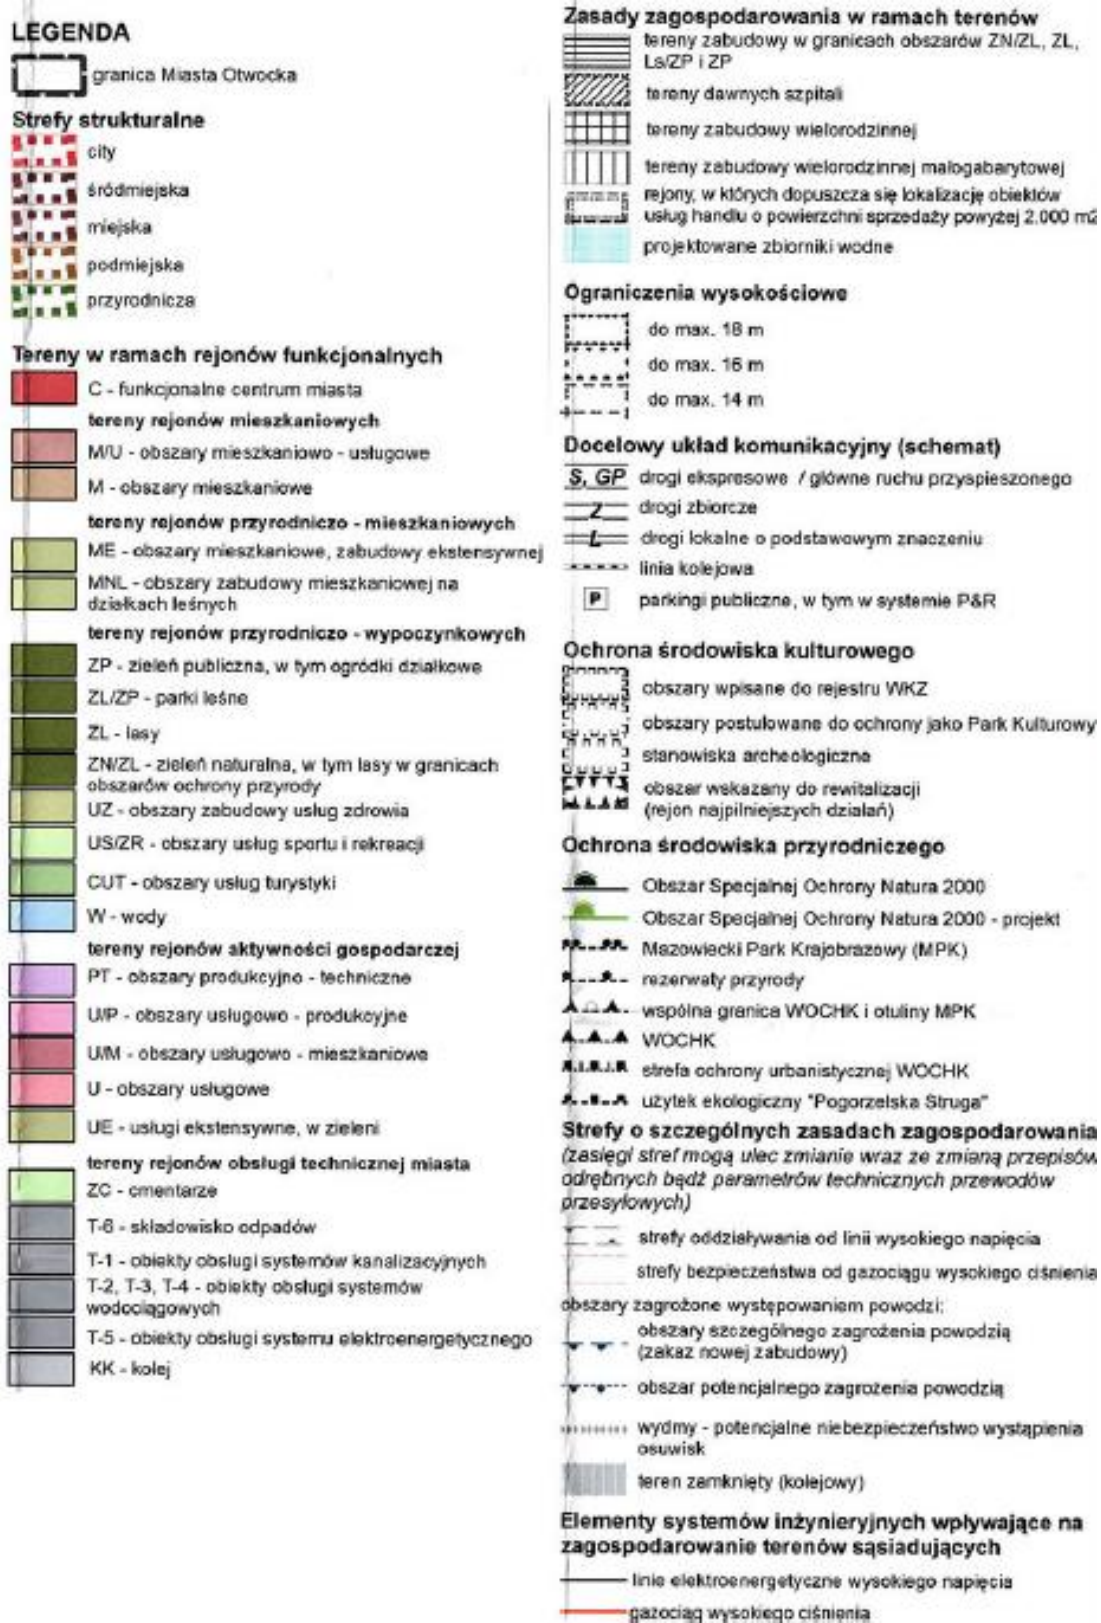 LEGENDA
granica Miasta Otwocka
Strefy strukturalne
city
śródmiejska
miejska
podmiejska
przyrodnicza
Tereny w ramach rejonów funkcjonalnych
C - funkcjonalne centrum miasta
tereny rejonów mieszkaniowych
M/U - obszary mieszkaniowo - usługowe
M - obszary mieszkaniowe
tereny rejonów przyrodniczo - mieszkaniowych
ME - obszary mieszkaniowe, zabudowy ekstensywnej
MNL - obszary zabudowy mieszkaniowej na
działkach leśnych
tereny rejonów przyrodniczo - wypoczynkowych
ZP - zieleń publiczna, w tym ogródki działkowe
ZL/ZP - parki leśne
ZL - lasy
ZN/ZL - zieleń naturalna, w tym lasy w granicach
obszarów ochrony przyrody
UZ - obszary zabudowy usług zdrowia
US/ZR - obszary usług sportu i rekreacji
CUT - obszary usług turystyki
W - wody
tereny rejonów aktywności gospodarczej
PT - obszary produkcyjno - techniczne
U/P - obszary usługowo - produkcyjne
U/M - obszary usługowo - mieszkaniowe
U - obszary usługowe
UE - usługi ekstensywne, w zieleni
tereny rejonów obsługi technicznej miasta
ZC - cmentarze
T-6 - składowisko odpadów
T-1 - obiekty obsługi systemów kanalizacyjnych
T-2, T-3, T-4 - obiekty obsługi systemów
wodociągowych
T-5 - obiekty obsługi systemu elektroenergetycznego
KK - kolej
Zasady zagospodarowania w ramach terenów
tereny zabudowy w granicach obszarów ZN/ZL, ZL,
Ls/ZP i ZP
tereny dawnych szpitali
tereny zabudowy wielorodzinnej
tereny zabudowy wielorodzinnej małogabarytowej
rejony, w których dopuszcza się lokalizację obiektów
usług handlu o powierzchni sprzedaży powyżej 2.000 m2
projektowane zbiorniki wodne
Ograniczenia wysokościowe
do max. 18 m
do max. 16 m
do max. 14 m
Docelowy układ komunikacyjny (schemat)
S, GP drogi ekspresowe / główne ruchu przyspieszonego
Z drogi zbiorcze
L drogi lokalne o podstawowym znaczeniu
linia kolejowa
P parkingi publiczne, w tym w systemie P&R
Ochrona środowiska kulturowego
obszary wpisane do rejestru WKZ
obszary postulowane do ochrony jako Park Kulturowy
stanowiska archeologiczne
obszar wskazany do rewitalizacji
(rejon najpilniejszych działań)
Ochrona środowiska przyrodniczego
Obszar Specjalnej Ochrony Natura 2000
Obszar Specjalnej Ochrony Natura 2000 - projekt
Mazowiecki Park Krajobrazowy (MPK)
rezerwaty przyrody
wspólna granica WOCHK i otuliny MPK
WOCHK
strefa ochrony urbanistycznej WOCHK
użytek ekologiczny "Pogorzelska Struga"
Strefy o szczególnych zasadach zagospodarowania
(zasięgi stref mogą ulec zmianie wraz ze zmianą przepisów
odrębnych bądź parametrów technicznych przewodów
przesyłowych)
strefy oddziaływania od linii wysokiego napięcia
strefy bezpieczeństwa od gazociągu wysokiego ciśnienia
obszary zagrożone występowaniem powodzi:
obszary szczególnego zagrożenia powodzią
(zakaz nowej zabudowy)
obszar potencjalnego zagrożenia powodzią
wydmy - potencjalne niebezpieczeństwo wystąpienia
osuwisk
teren zamknięty (kolejowy)
Elementy systemów inżynieryjnych wpływające na
zagospodarowanie terenów sąsiadujących
linie elektroenergetyczne wysokiego napięcia
gazociąg wysokiego ciśnienia